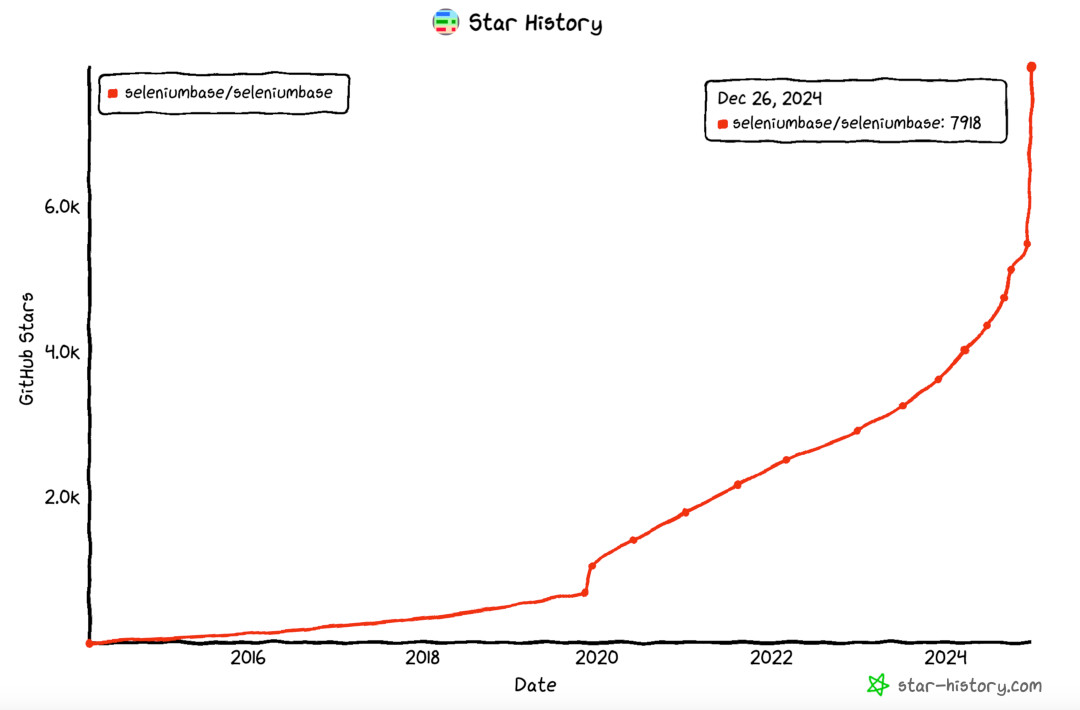 Star History
seleniumbase/seleniumbase
Dec 26, 2024
seleniumbase/seleniumbase: 7918
6.0k
4.0k
2.0k
GitHub Stars
2016 2018 2020 2022 2024
Date
star-history.com